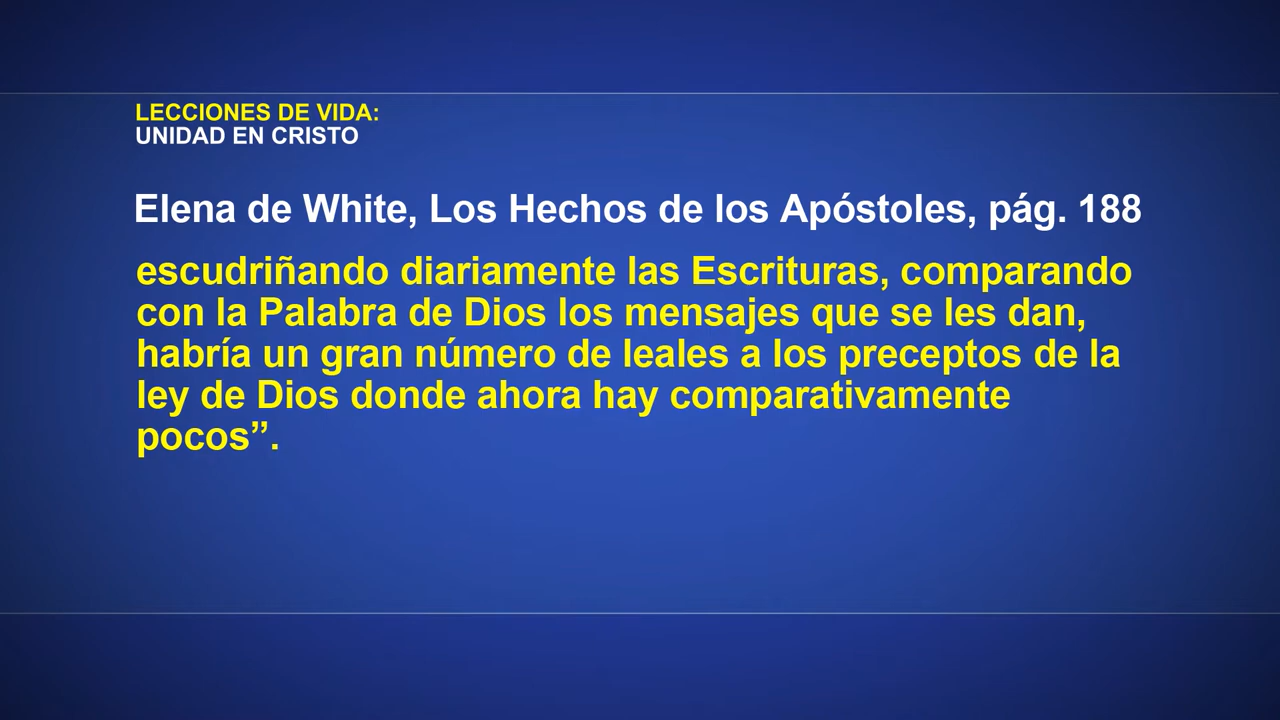 LECCIONES DE VIDA:
UNIDAD EN CRISTO
Elena de White, Los Hechos de los Apóstoles, pág. 188
escudriñando diariamente las Escrituras, comparando
con la Palabra de Dios los mensajes que se les dan,
habría un gran número de leales a los preceptos de la
ley de Dios donde ahora hay comparativamente
pocos”.